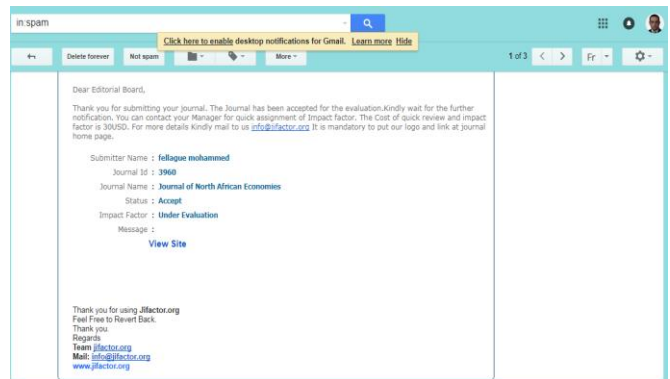 in:spam
Click here to enable desktop notifications for Gmail. Learn more Hide
Delete forever Not spam More 1 of 3 Fr
Dear Editorial Board,
Thank you for submitting your journal. The Journal has been accepted for the evaluation.Kindly wait for the further
notification. You can contact your Manager for quick assignment of Impact factor. The Cost of quick review and impact
factor is 30USD. For more details Kindly mail to us info@jifactor.org It is mandatory to put our logo and link at journal
home page.
Submitter Name : fellague mohammed
Journal Id : 3960
Journal Name : Journal of North African Economies
Status : Accept
Impact Factor : Under Evaluation
Message :
View Site
Thank you for using Jifactor.org
Feel Free to Revert Back.
Thank you.
Regards
Team jifactor.org
Mail: info@jifactor.org
www.jifactor.org